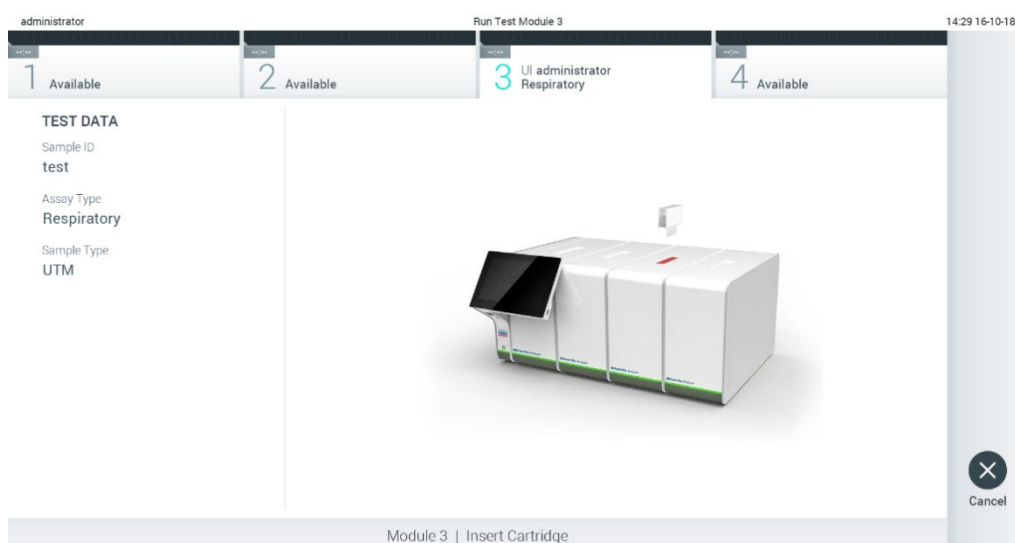 administrator Run Test Module 3 14:29 16-10-18
--:-- --:-- --:-- --:--
1 Available 2 Available 3 UI administrator
Respiratory 4 Available
TEST DATA
Sample ID
test
Assay Type
Respiratory
Sample Type
UTM
Cancel
Module 3 | Insert Cartridge